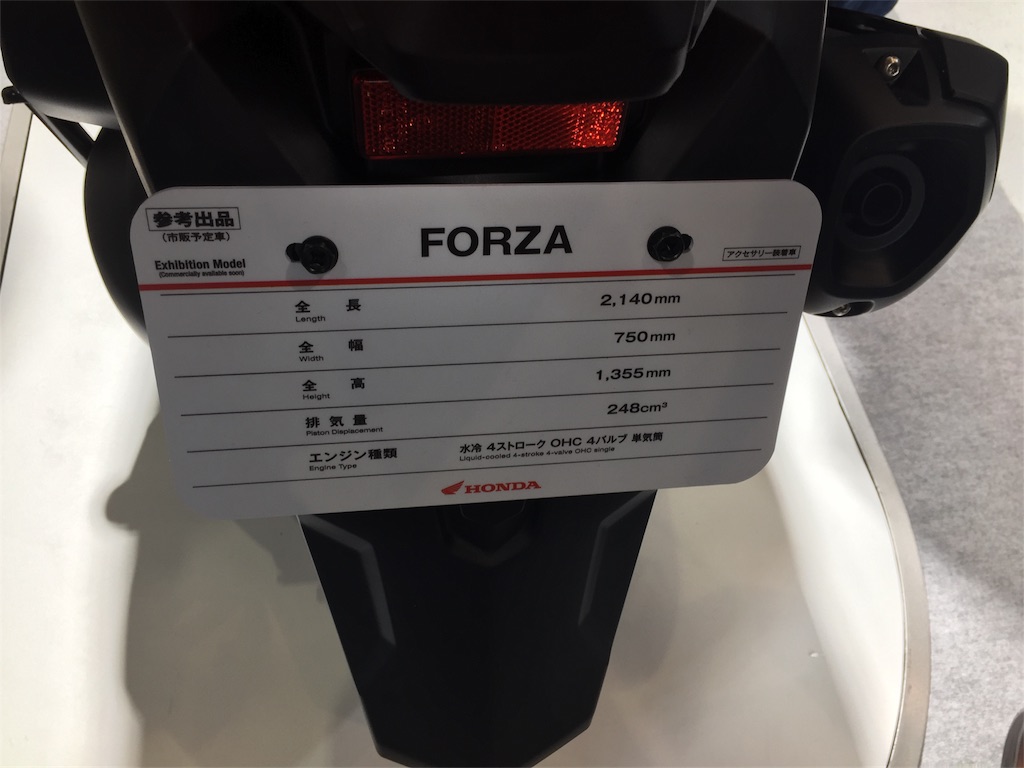 参考出品
(市販予定車)
Exhibition Model
(Commercially available soon)
FORZA
アクセサリー装着車
全 長 2,140mm
Length
全 幅 750mm
Width
全 高 1,355mm
Height
排 気 量 248cm³
Piston Displacement
エンジン種類 水冷 4ストローク OHC 4バルブ 単気筒
Engine Type Liquid-cooled 4-stroke 4-valve OHC single
HONDA